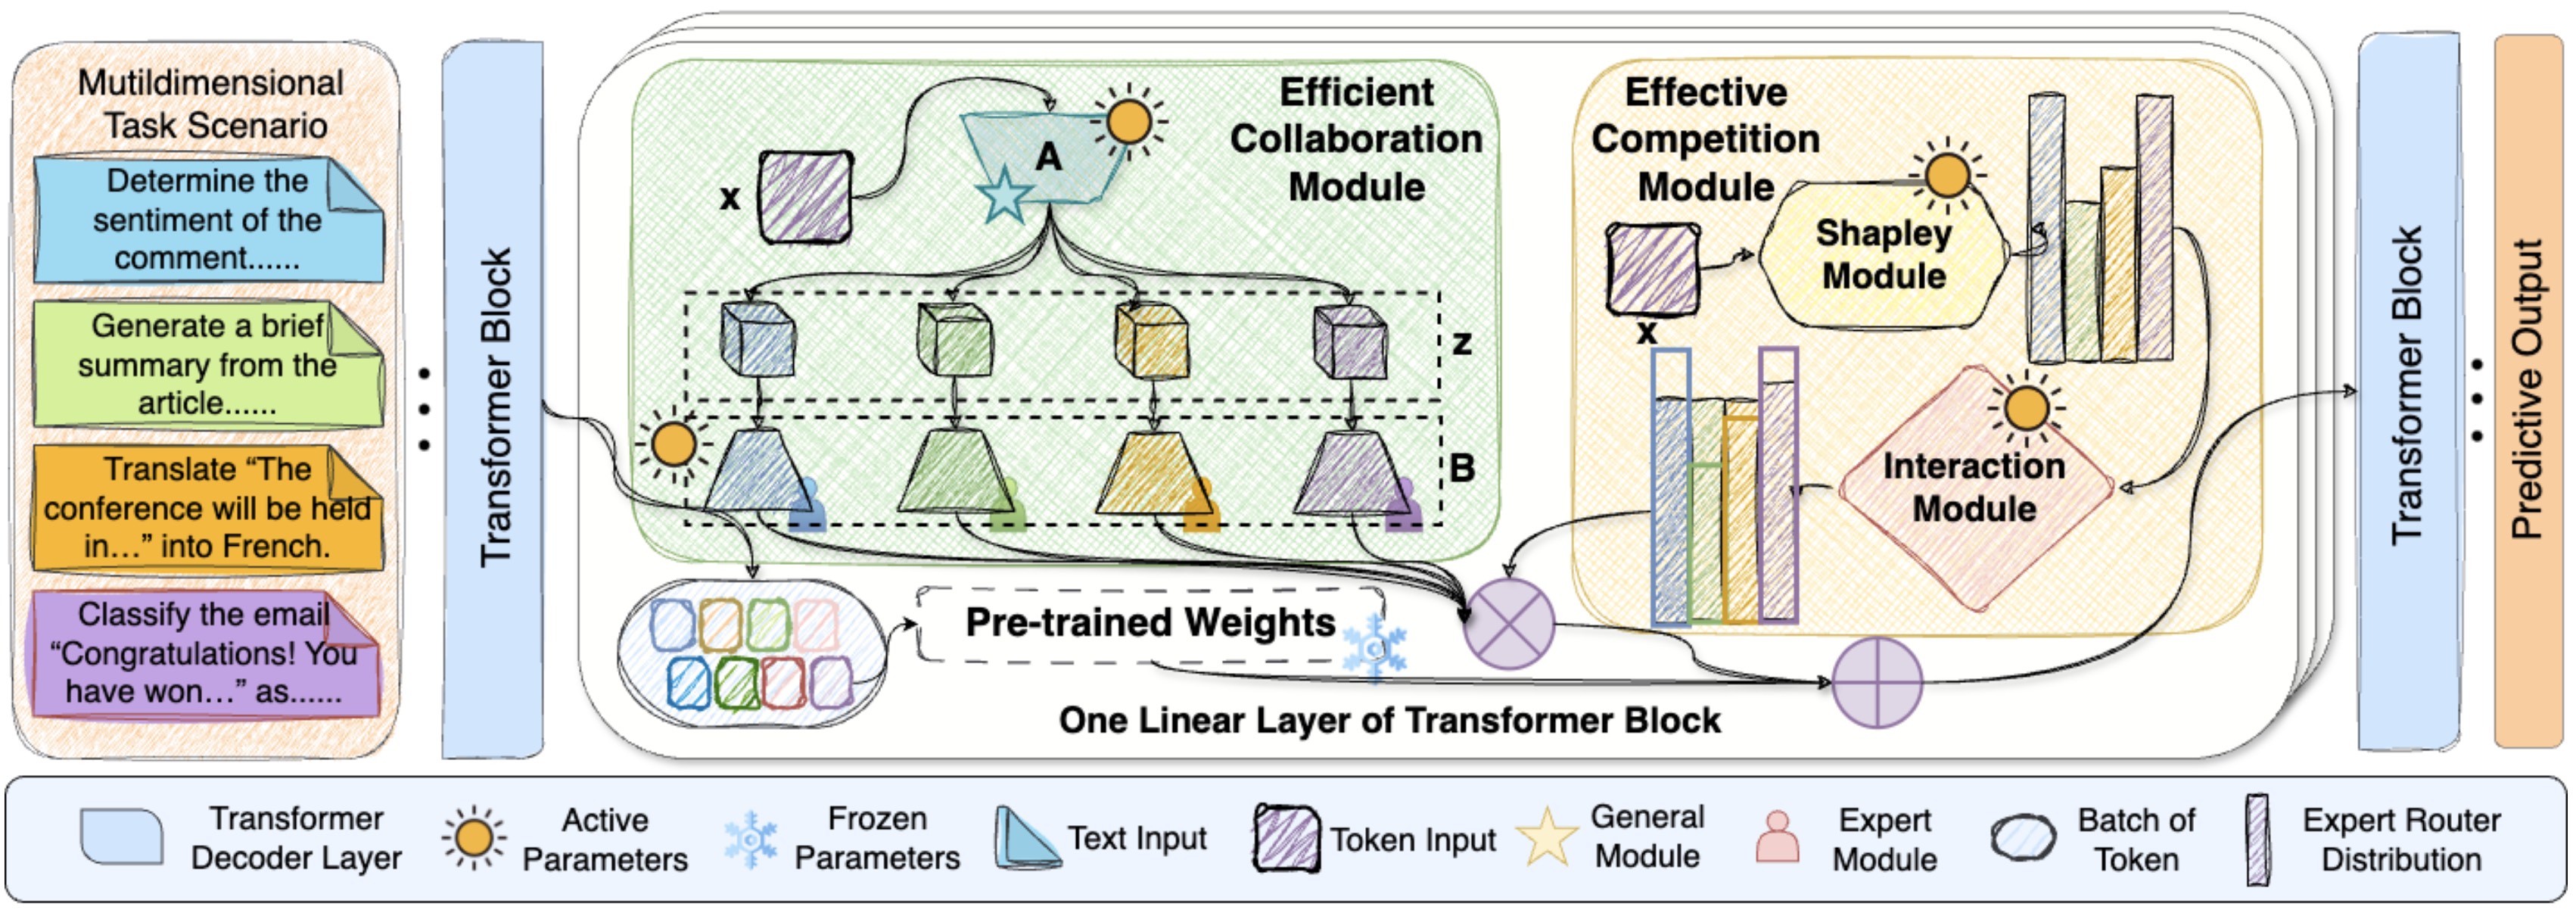 Mutildimensional
Task Scenario
Determine the
sentiment of the
comment......
Generate a brief
summary from the
article......
Translate “The
conference will be held
in...” into French.
Classify the email
“Congratulations! You
have won...” as......
Transformer Block
Efficient
Collaboration
Module
x
A
z
B
Pre-trained Weights
One Linear Layer of Transformer Block
Effective
Competition
Module
x
Shapley
Module
Interaction
Module
Transformer Block
Predictive Output
Transformer
Decoder Layer
Active
Parameters
Frozen
Parameters
Text Input
Token Input
General
Module
Expert
Module
Batch of
Token
Expert Router
Distribution